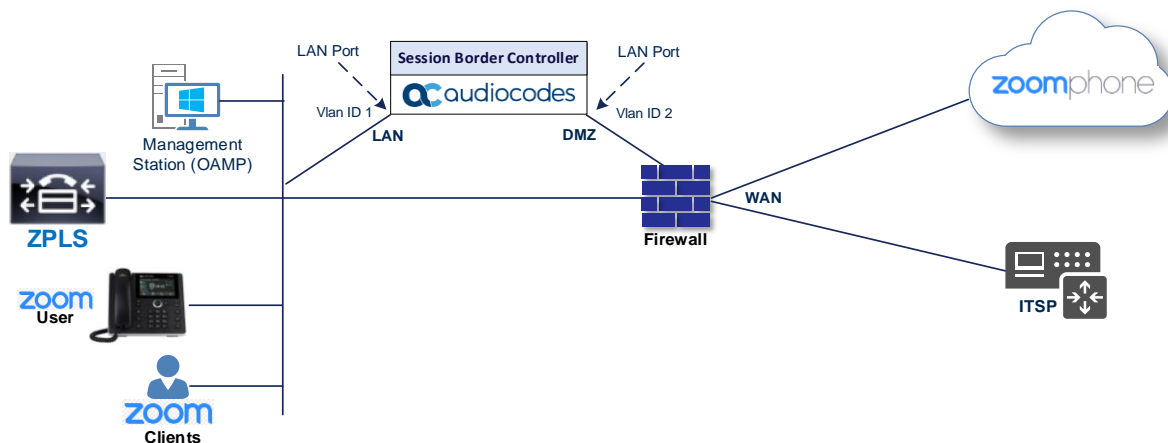 LAN Port
Session Border Controller
audiocodes
LAN Port
Vlan ID 1
Vlan ID 2
LAN
DMZ
zoomphone
Management
Station (OAMP)
ZPLS
WAN
Firewall
zoom
User
ITSP
zoom
Clients